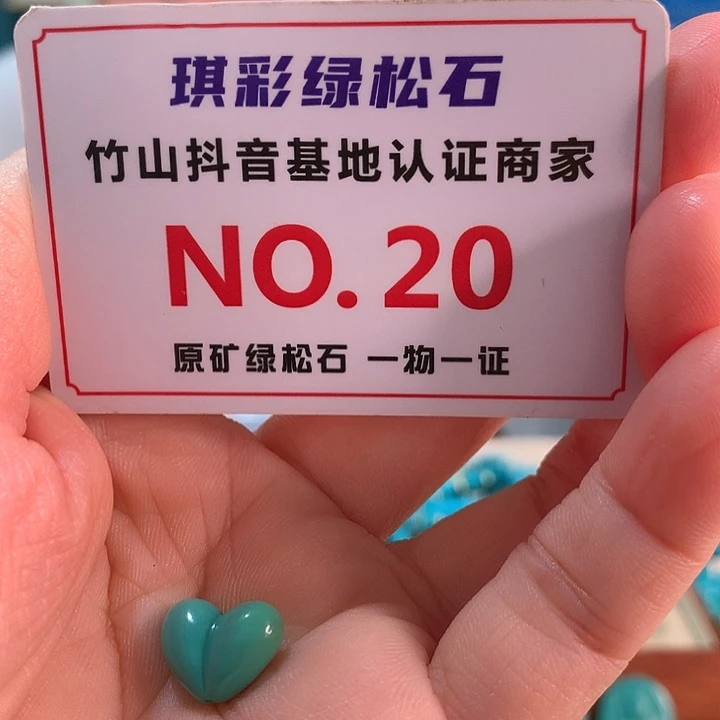 琪彩绿松石
竹山抖音基地认证商家
NO.20
原矿绿松石 一物一证